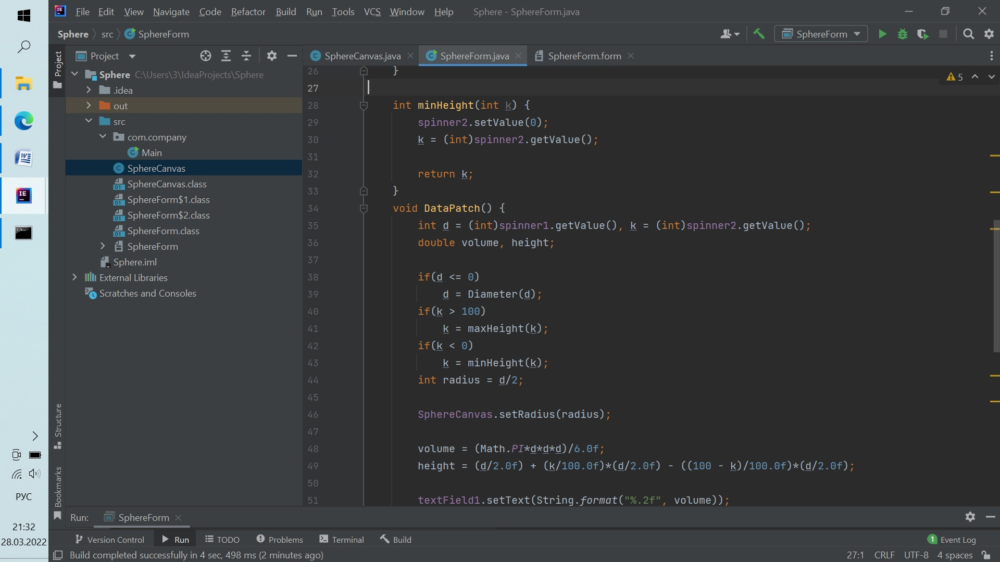 File Edit View Navigate Code Refactor Build Run Tools VCS Window Help Sphere - SphereForm.java
Sphere src SphereForm
SphereForm
Project
Project
SphereCanvas.java
SphereForm.java
SphereForm.form
Sphere C:\Users\3\IdeaProjects\Sphere
.idea
out
src
com.company
Main
SphereCanvas
SphereCanvas.class
SphereForm$1.class
SphereForm$2.class
SphereForm.class
SphereForm
Sphere.iml
External Libraries
Scratches and Consoles
5
26 }
27
28 int minHeight(int k) {
29 spinner2.setValue(0);
30 k = (int)spinner2.getValue();
31
32 return k;
33 }
34 void DataPatch() {
35 int d = (int)spinner1.getValue(), k = (int)spinner2.getValue();
36 double volume, height;
37
38 if(d <= 0)
39 d = Diameter(d);
40 if(k > 100)
41 k = maxHeight(k);
42 if(k < 0)
43 k = minHeight(k);
44 int radius = d/2;
45
46 SphereCanvas.setRadius(radius);
47
48 volume = (Math.PI*d*d*d)/6.0f;
49 height = (d/2.0f) + (k/100.0f)*(d/2.0f) - ((100 - k)/100.0f)*(d/2.0f);
50
51 textField1.setText(String.format("%.2f", volume));
Structure
Bookmarks
Run: SphereForm
Version Control Run TODO Problems Terminal Build
1 Event Log
Build completed successfully in 4 sec, 498 ms (2 minutes ago)
27:1 CRLF UTF-8 4 spaces
РУС
21:32
28.03.2022